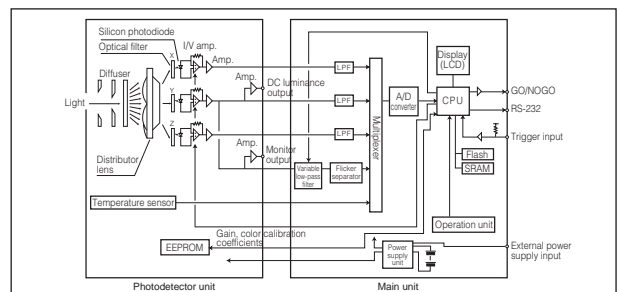 Silicon photodiode
Optical filter
I/V amp.
X
Amp.
Diffuser
Light
Y
Z
Distributor
lens
Amp.
DC luminance
output
Amp.
Monitor
output
Temperature sensor
EEPROM
Gain, color calibration
coefficients
Photodetector unit
LPF
LPF
LPF
Variable
low-pass
filter
Flicker
separator
Multiplexer
A/D
converter
Display
(LCD)
CPU
Flash
SRAM
Operation unit
Power
supply
unit
GO/NOGO
RS-232
Trigger input
External power
supply input
Main unit